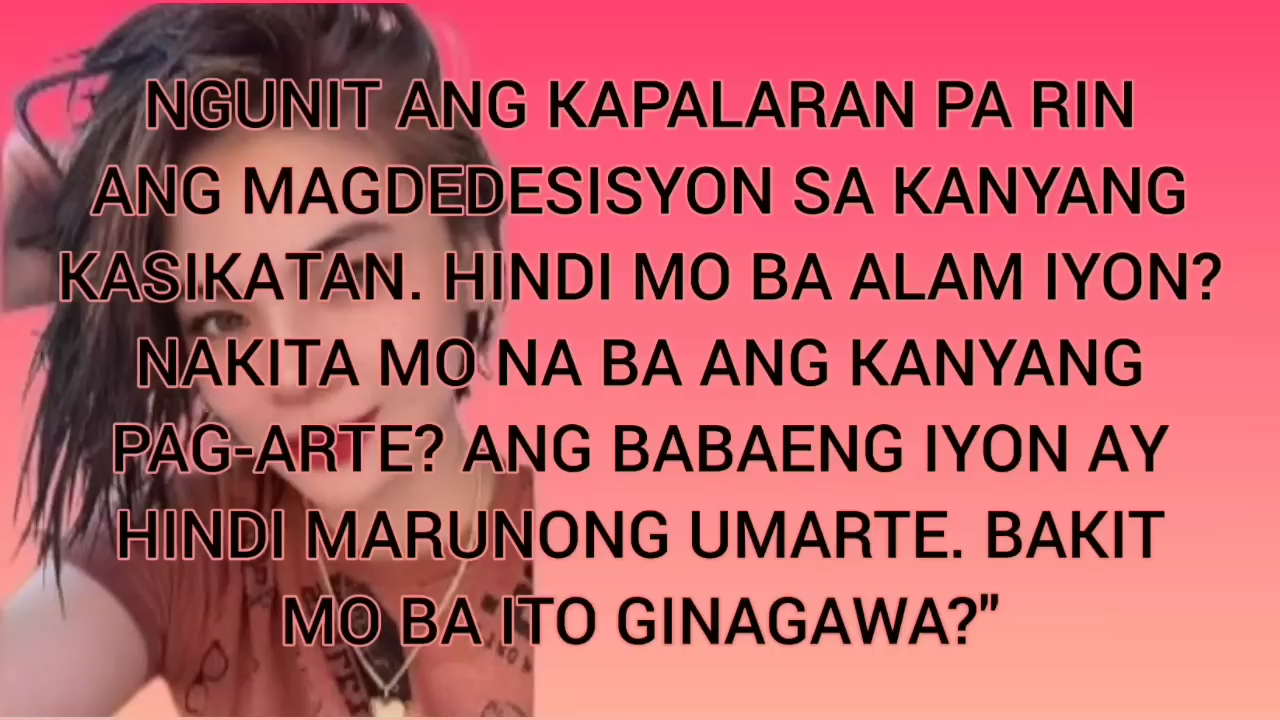 NGUNIT ANG KAPALARAN PA RIN
ANG MAGDEDESISYON SA KANYANG
KASIKATAN. HINDI MO BA ALAM IYON?
NAKITA MO NA BA ANG KANYANG
PAG-ARTE? ANG BABAENG IYON AY
HINDI MARUNONG UMARTE. BAKIT
MO BA ITO GINAGAWA?"